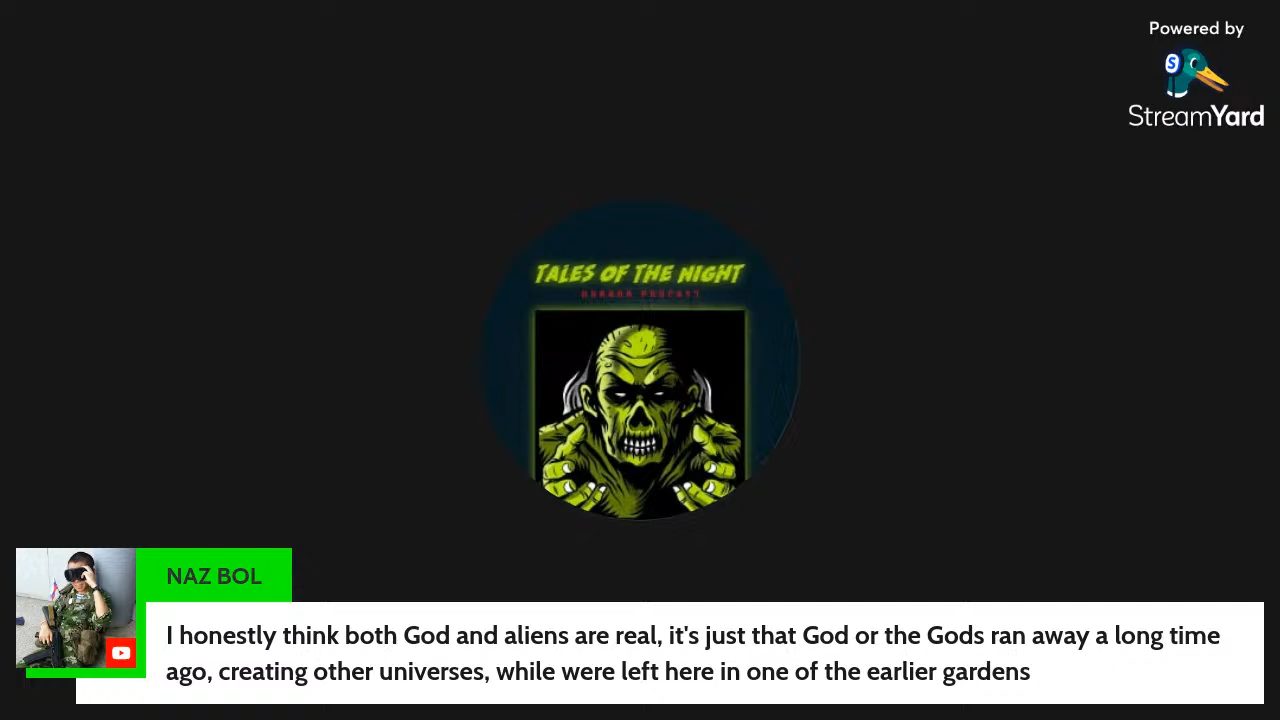 Powered by
StreamYard
TALES OF THE NIGHT
HORROR PODCAST
NAZ BOL
I honestly think both God and aliens are real, it's just that God or the Gods ran away a long time
ago, creating other universes, while were left here in one of the earlier gardens